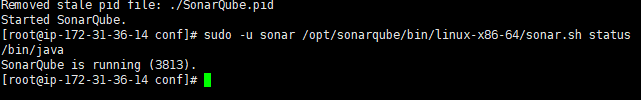 Removed stale pid file: ./SonarQube.pid
Started SonarQube.
[root@ip-172-31-36-14 conf]# sudo -u sonar /opt/sonarqube/bin/linux-x86-64/sonar.sh status
/bin/java
SonarQube is running (3813).
[root@ip-172-31-36-14 conf]#